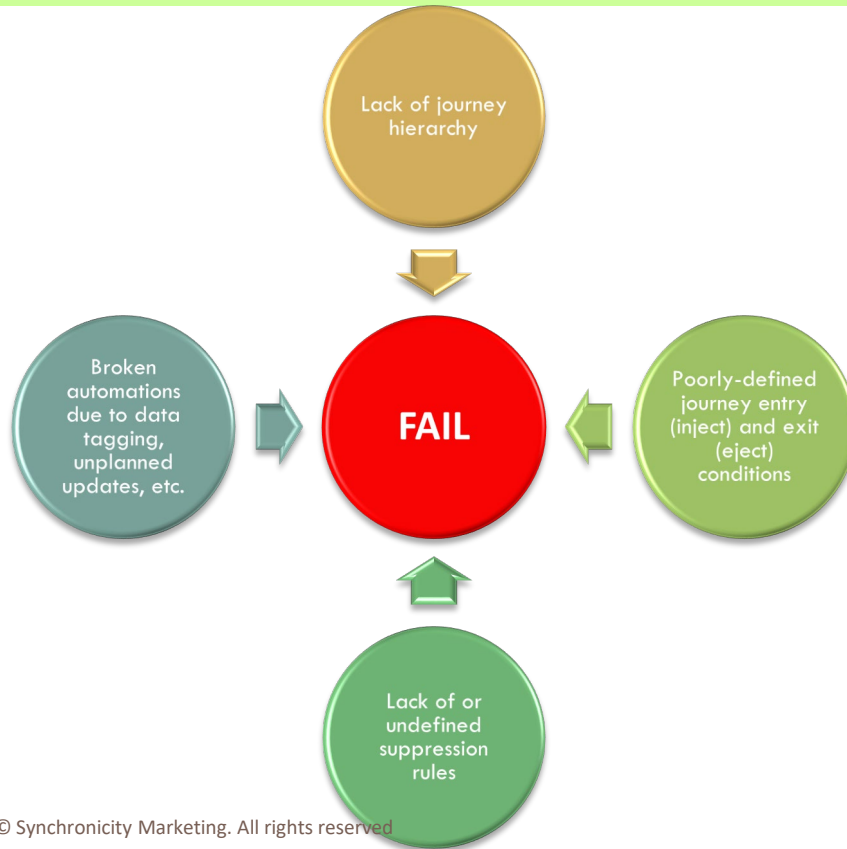 Lack of journey
hierarchy
Broken
automations
due to data
tagging,
unplanned
updates, etc.
FAIL
Poorly-defined
journey entry
(inject) and exit
(eject)
conditions
Lack of or
undefined
suppression
rules
© Synchronicity Marketing. All rights reserved